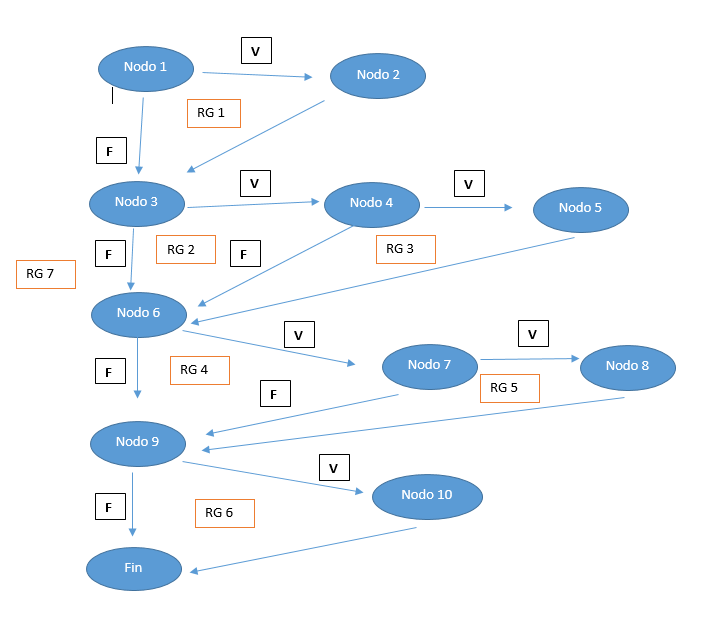 V
Nodo 1
Nodo 2
RG 1
F
V
V
Nodo 3
Nodo 4
Nodo 5
F
RG 2
F
RG 3
RG 7
Nodo 6
V
V
F
RG 4
Nodo 7
Nodo 8
F
RG 5
Nodo 9
V
Nodo 10
F
RG 6
Fin